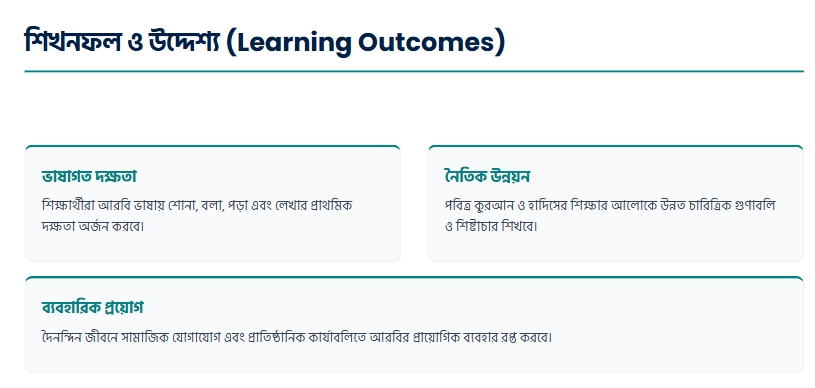 শিখনফল ও উদ্দেশ্য (Learning Outcomes)
ভাষাগত দক্ষতা
শিক্ষার্থীরা আরবি ভাষায় শোনা, বলা, পড়া এবং লেখার প্রাথমিক
দক্ষতা অর্জন করবে।
নৈতিক উন্নয়ন
পবিত্র কুরআন ও হাদিসের শিক্ষার আলোকে উন্নত চারিত্রিক গুণাবলি
ও শিষ্টাচার শিখবে।
ব্যবহারিক প্রয়োগ
দৈনন্দিন জীবনে সামাজিক যোগাযোগ এবং প্রাতিষ্ঠানিক কার্যাবলিতে আরবির প্রায়োগিক ব্যবহার রপ্ত করবে।